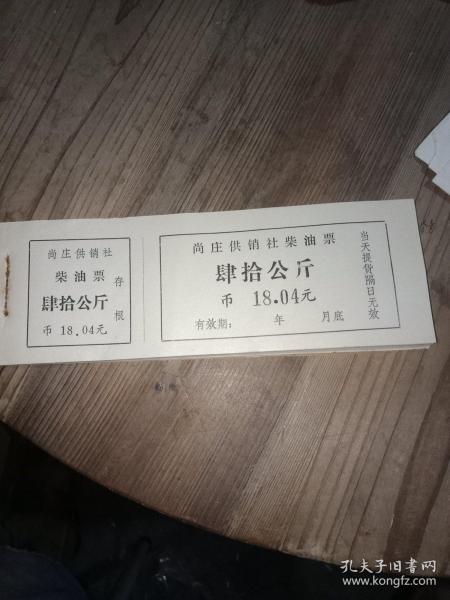 尚庄供销社
柴油票
肆拾公斤
币 18.04元
存根
尚庄供销社柴油票
肆拾公斤
币 18.04元
有效期： 年 月底
当天提货隔日无效
孔夫子旧书网
www.kongfz.com